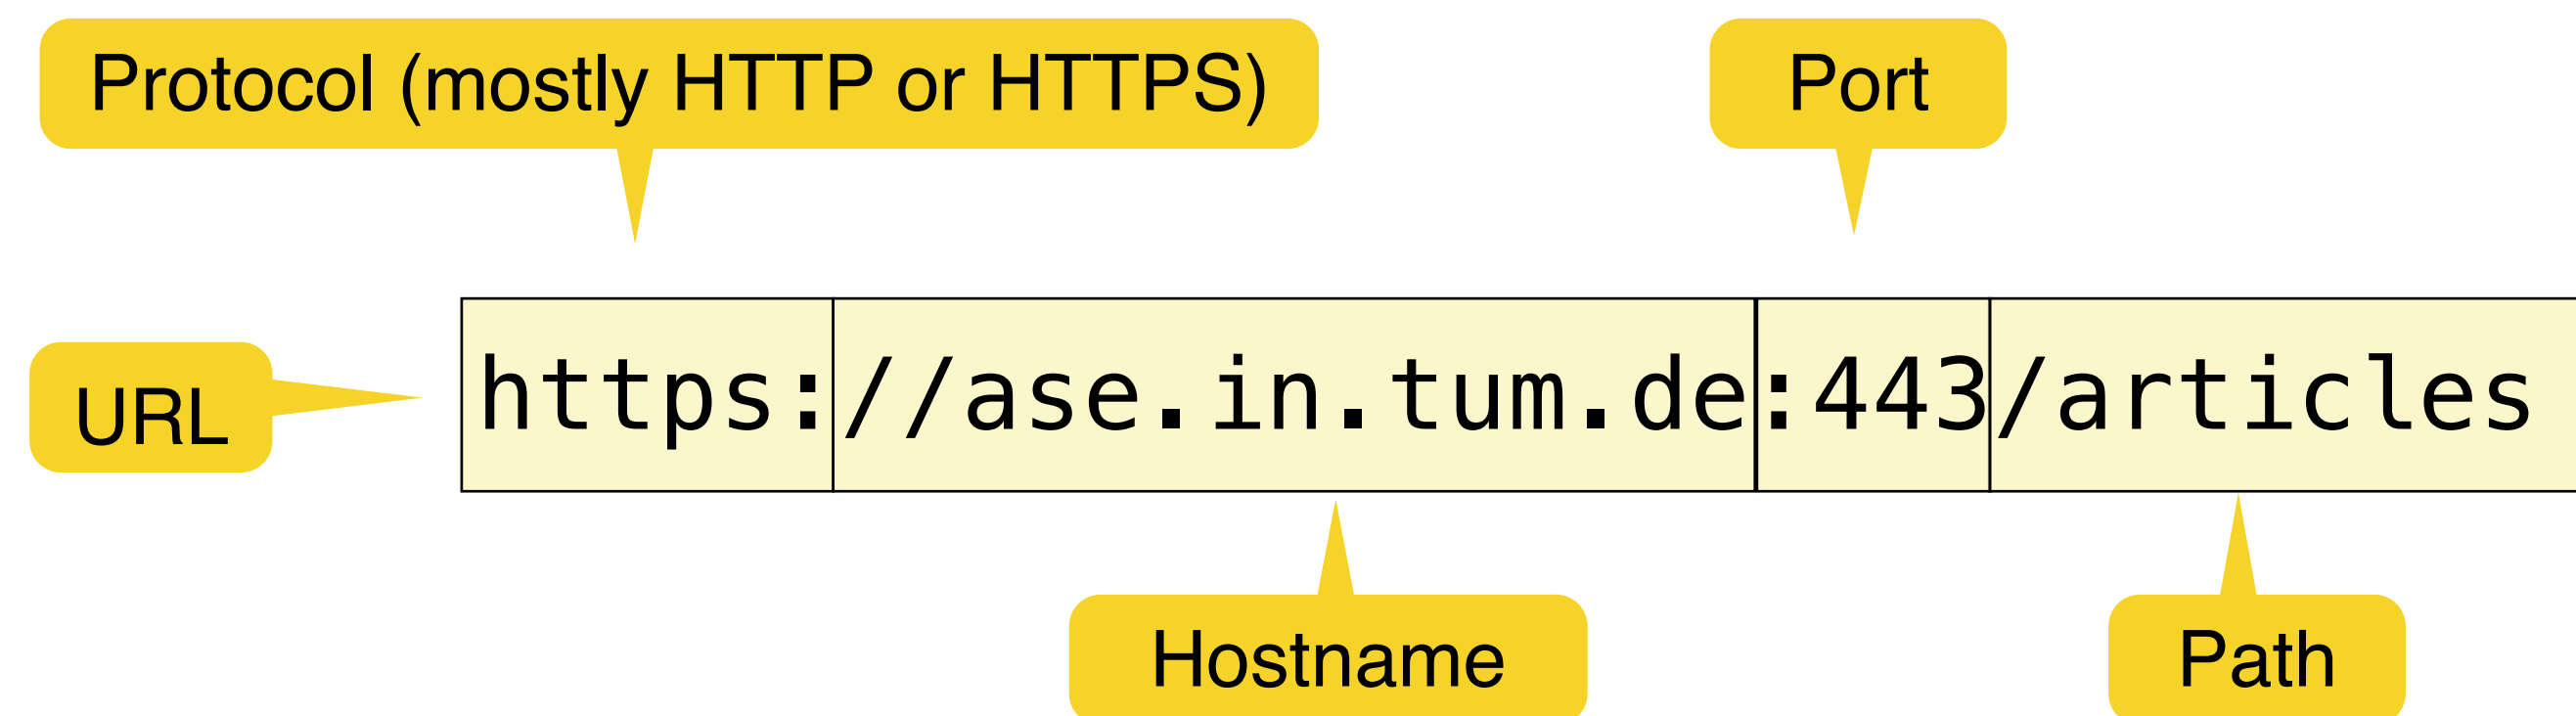 Protocol (mostly HTTP or HTTPS)
Port
URL
https://ase.in.tum.de:443/articles
Hostname
Path